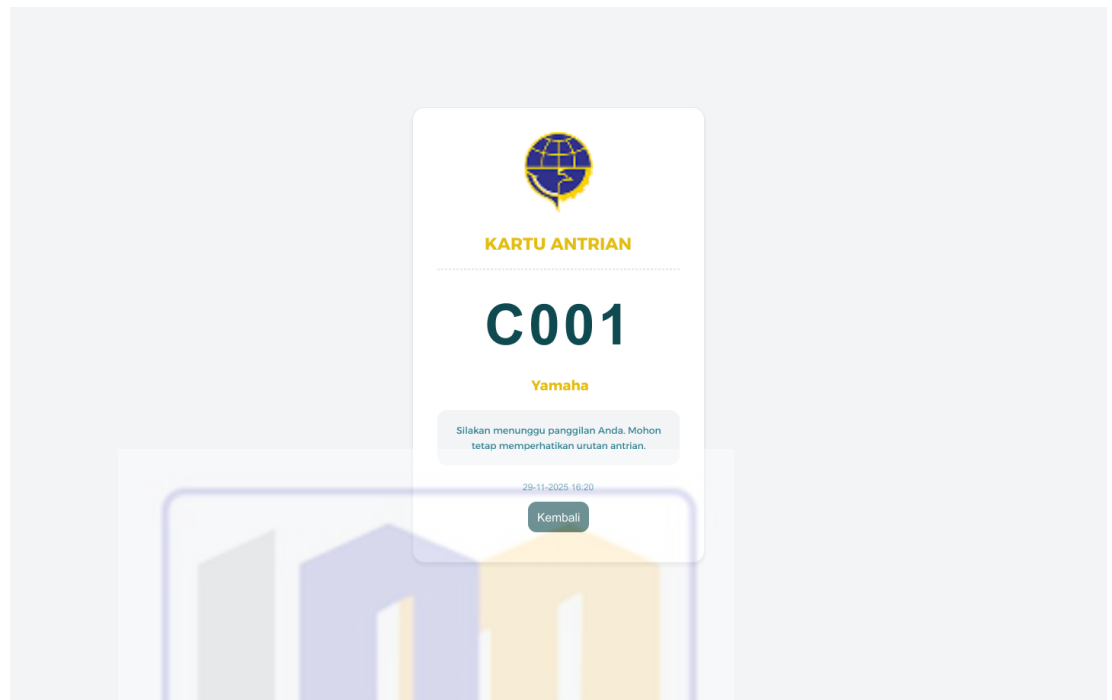 KARTU ANTRIAN
C001
Yamaha
Silakan menunggu panggilan Anda. Mohon
tetap memperhatikan urutan antrian.
29-11-2025 16:20
Kembali